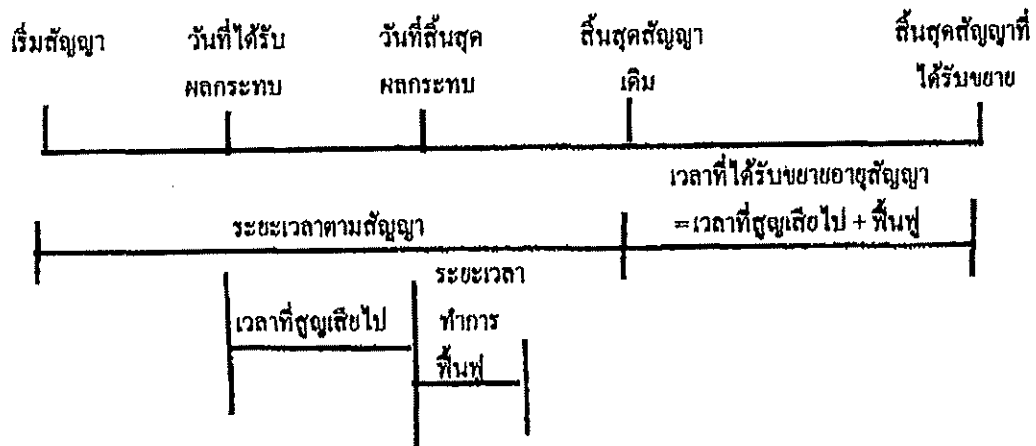 เริ่มสัญญา วันที่ได้รับ วันที่สิ้นสุด สิ้นสุดสัญญา สิ้นสุดสัญญาที่
ผลกระทบ ผลกระทบ เดิม ได้รับขยาย
เวลาที่ได้รับขยายอายุสัญญา
ระยะเวลาตามสัญญา =เวลาที่สูญเสียไป + ฟื้นฟู
ระยะเวลา
เวลาที่สูญเสียไป ทำการ
ฟื้นฟู